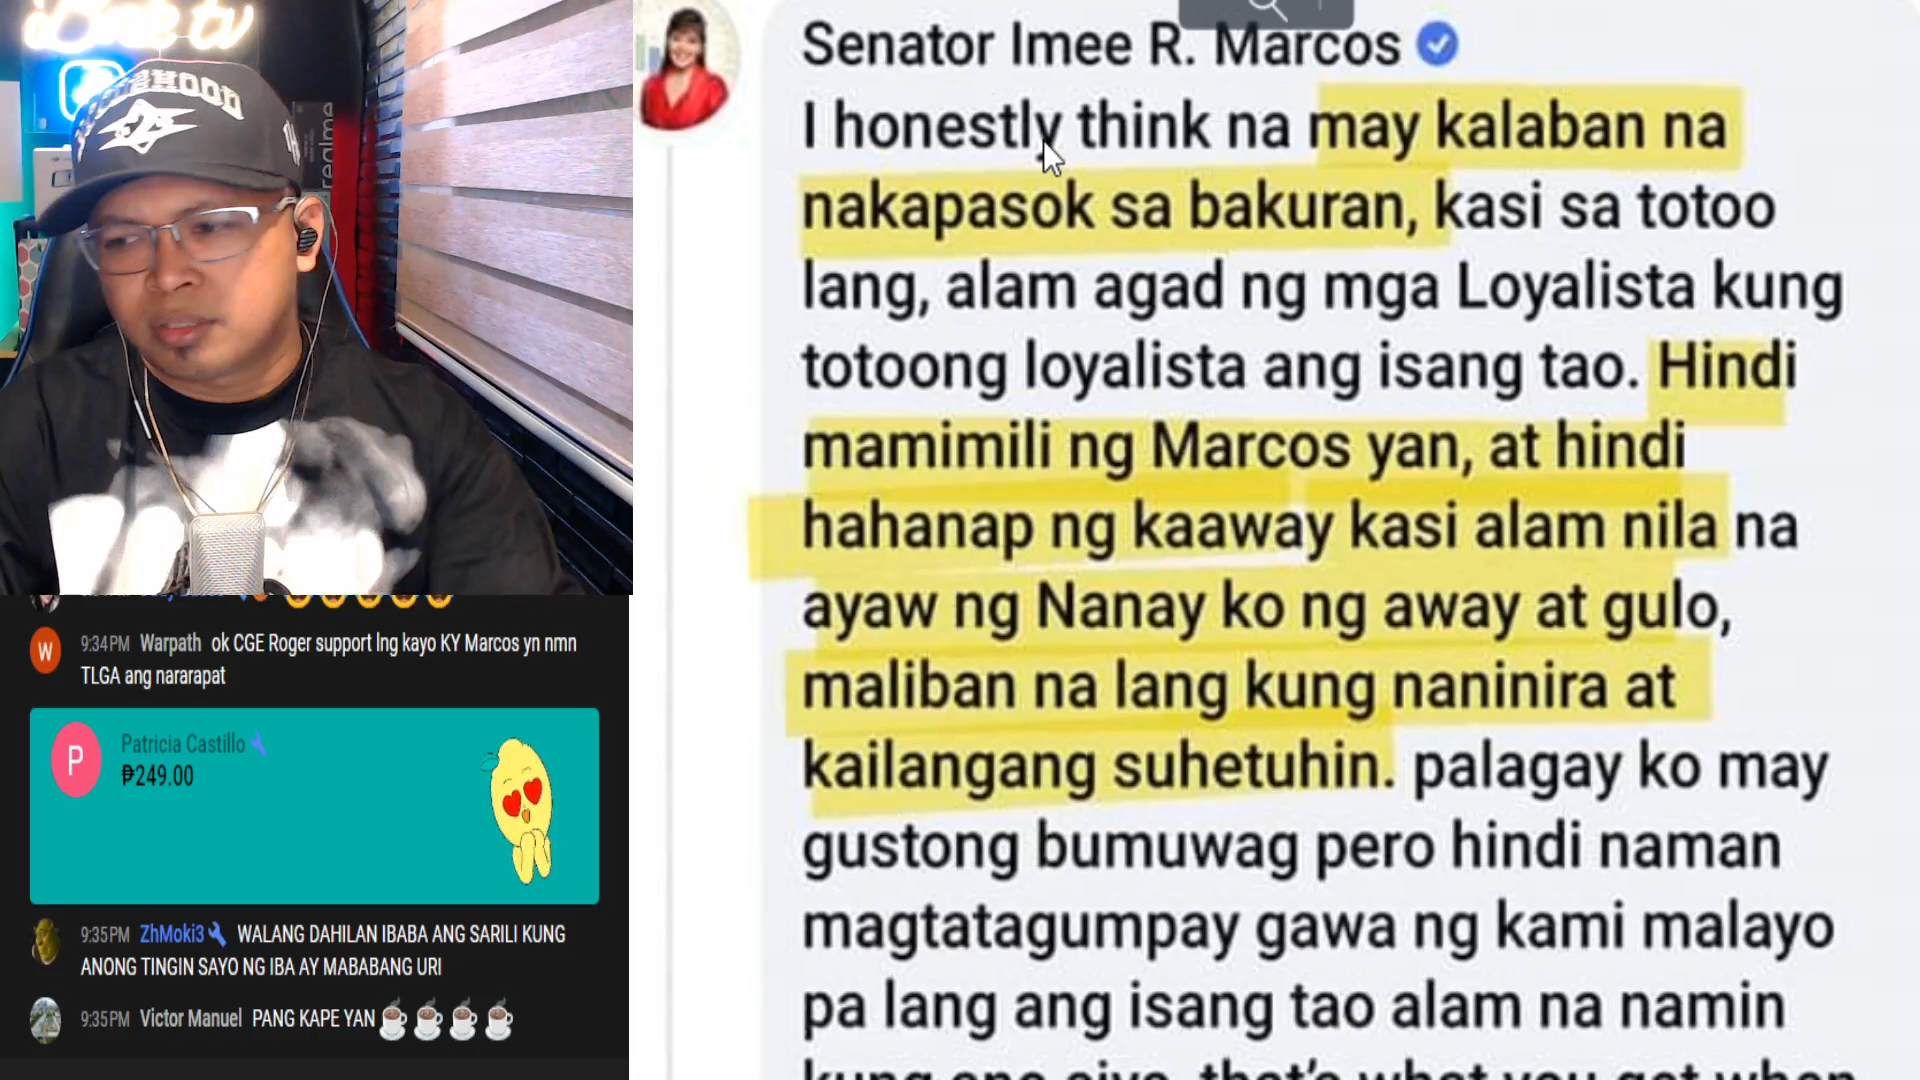 realme
Senator Imee R. Marcos
I honestly think na may kalaban na
nakapasok sa bakuran, kasi sa totoo
lang, alam agad ng mga Loyalista kung
totoong loyalista ang isang tao. Hindi
mamimili ng Marcos yan, at hindi
hahanap ng kaaway kasi alam nila na
ayaw ng Nanay ko ng away at gulo,
maliban na lang kung naninira at
kailangang suhetuhin. palagay ko may
gustong bumuwag pero hindi naman
magtatagumpay gawa ng kami malayo
pa lang ang isang tao alam na namin
9:34PM Warpath ok CGE Roger support lng kayo KY Marcos yn nmn
TLGA ang nararapat
P
Patricia Castillo
₱249.00
W
9:35PM ZhMoki3 WALANG DAHILAN IBABA ANG SARILI KUNG
ANONG TINGIN SAYO NG IBA AY MABABANG URI
9:35PM Victor Manuel PANG KAPE YAN